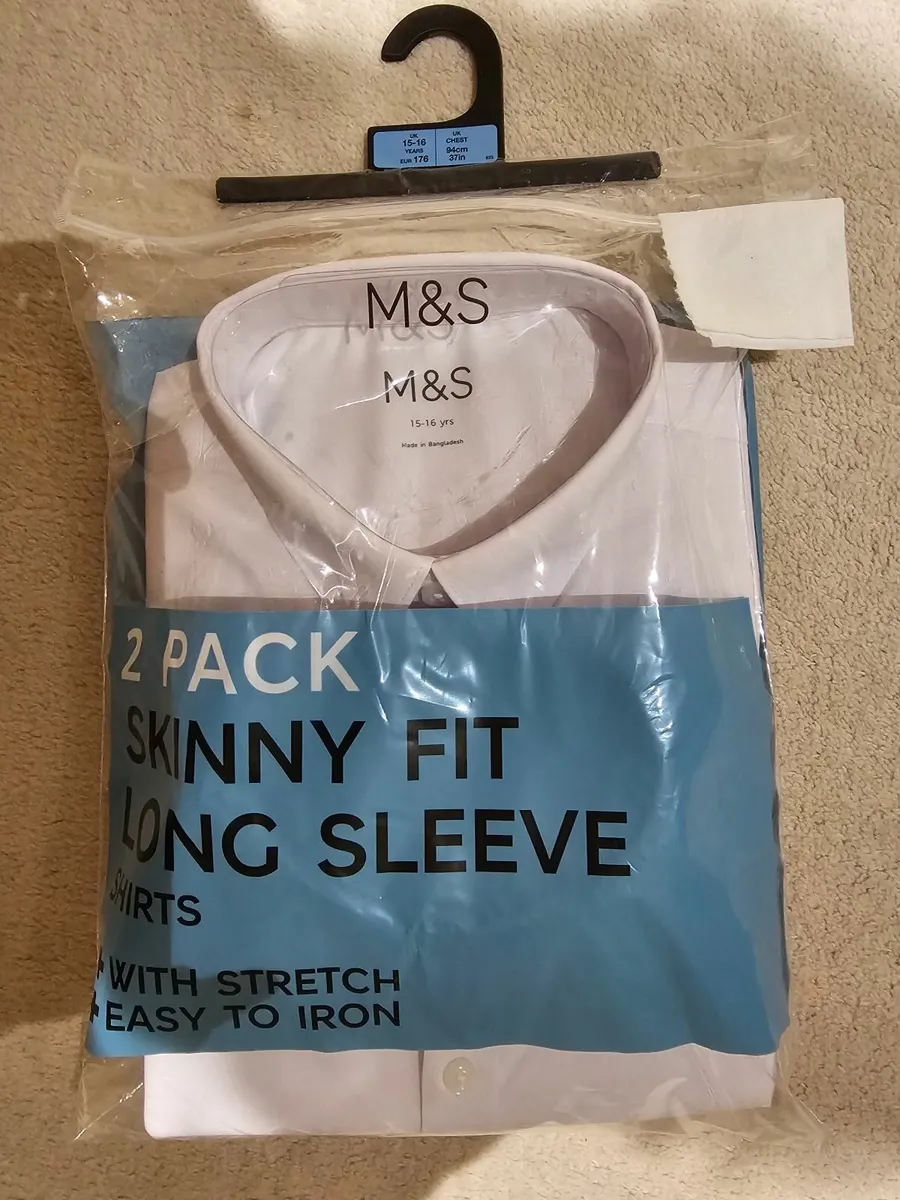 UK
15-16
YEARS
EUR 176
UK
CHEST
94cm
37in
M&S
M&S
M&S
15-16 yrs
Made in Bangladesh
2 PACK
SKINNY FIT
LONG SLEEVE
SHIRTS
+ WITH STRETCH
+ EASY TO IRON